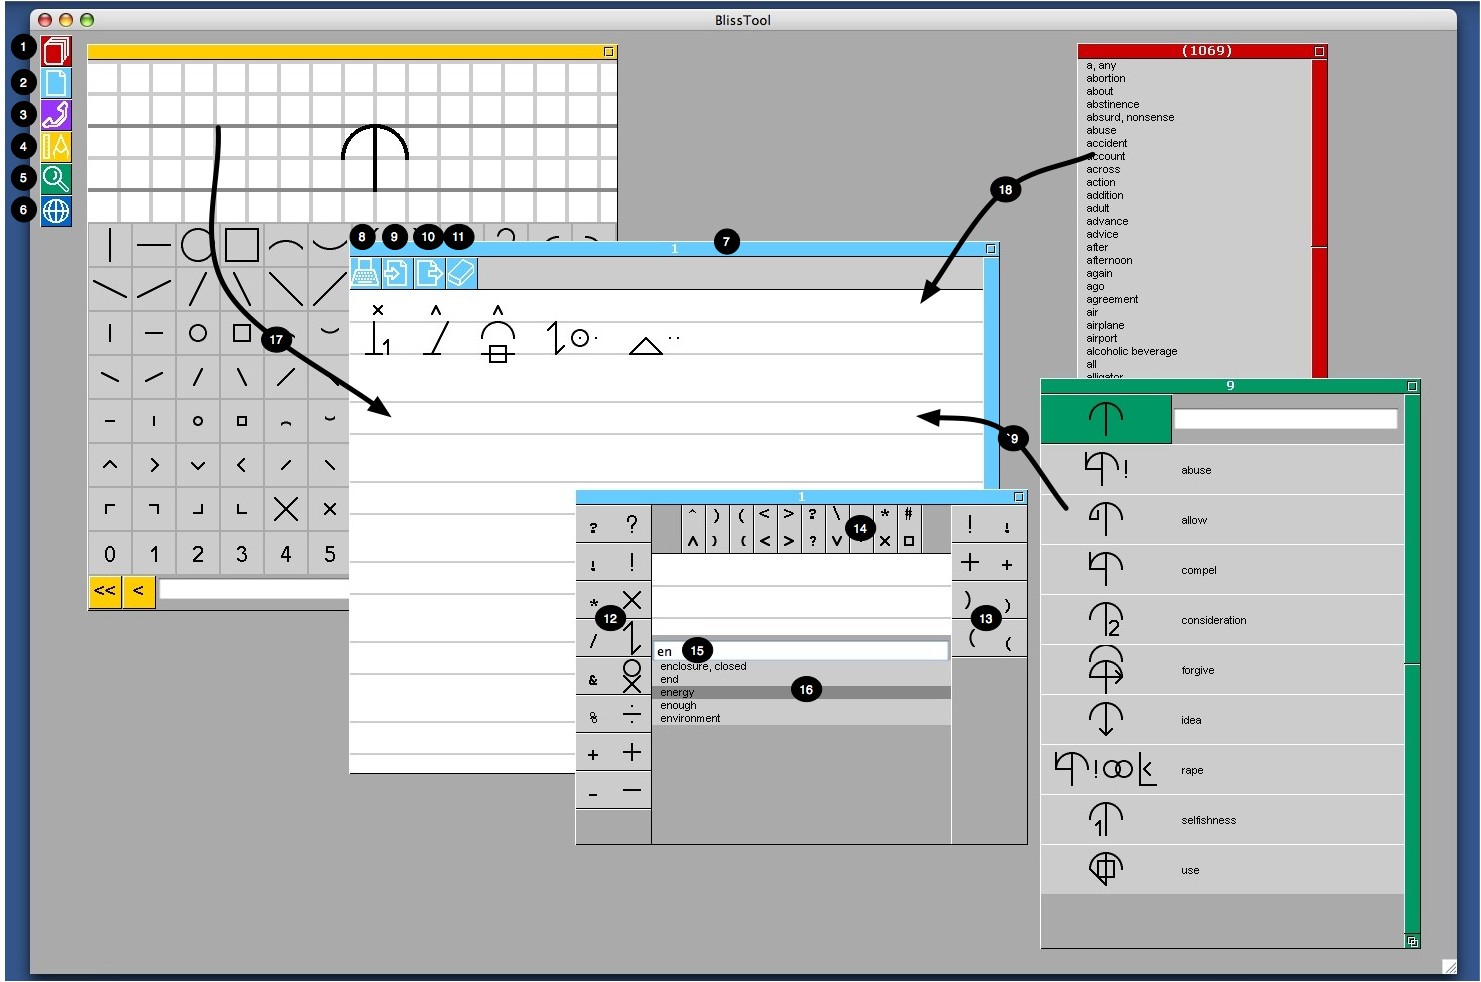 BlissTool
1
2
3
4
5
6
(1069)
a, any
abortion
about
abstinence
absurd, nonsense
abuse
accident
account
across
action
addition
adult
advance
advice
after
afternoon
again
ago
agreement
air
airplane
airport
alcoholic beverage
all
alligator
18
8 9 10 11
7
1
17
0 1 2 3 4 5
<< <
9
19
abuse
allow
compel
consideration
forgive
idea
rape
selfishness
use
1
? ?
! !
* ×
/
&
% ÷
+ +
- -
12
^ ) ( < > ? \ * #
14
! !
+ +
) )
( (
13
en
15
enclosure, closed
end
energy
enough
environment
16